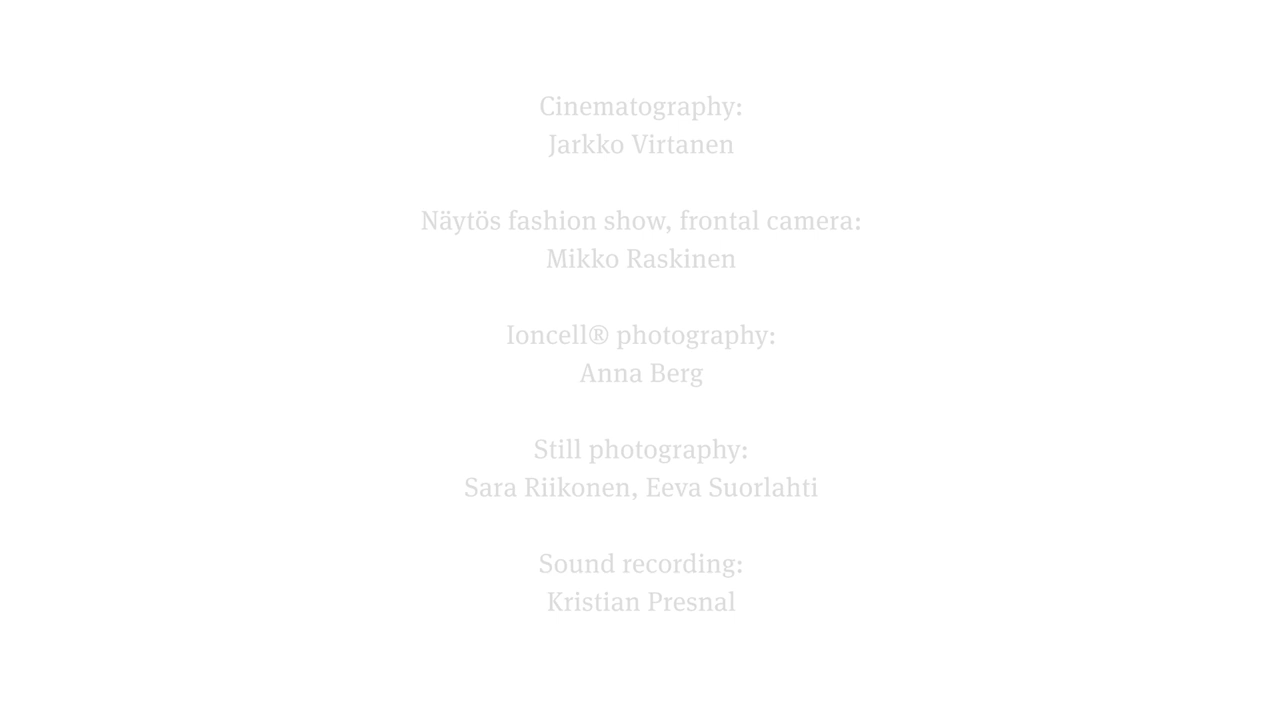 Cinematography:
Jarkko Virtanen
Näytös fashion show, frontal camera:
Mikko Raskinen
Ioncell® photography:
Anna Berg
Still photography:
Sara Riikonen, Eeva Suorlahti
Sound recording:
Kristian Presnal